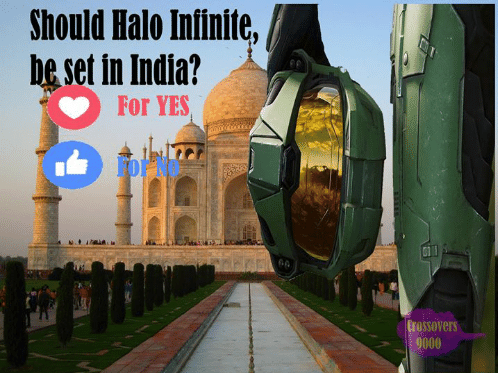 Should Halo Infinite,
be set in India?
For YES
For No
Crossovers
9000